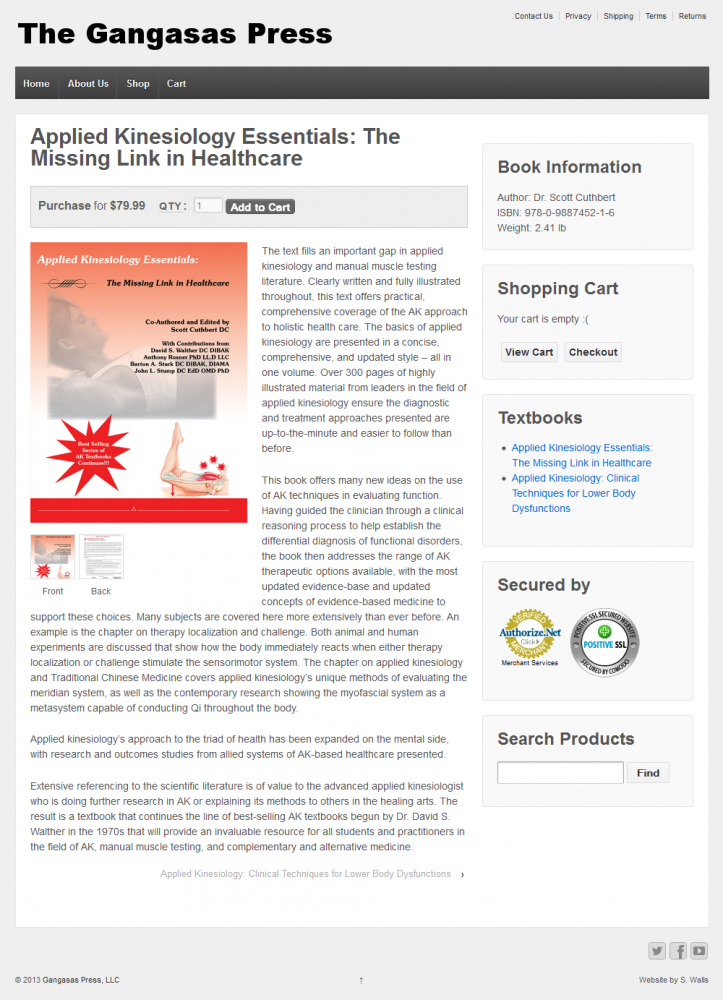 The Gangasas Press
Contact Us
Privacy
Shipping
Terms
Returns
Home
About Us
Shop
Cart
Applied Kinesiology Essentials: The
Missing Link in Healthcare
Purchase for $79.99 QTY: 1 Add to Cart
Applied Kinesiology Essentials:
The Missing Link in Healthcare
Co-Authored and Edited by
Scott Cuthbert DC
With Contributions from
David S. Walther DC DIBAK
Anthony Rosner PhD LL.D LLC
Barton A. Stark DC DIBAK, DIAMA
John L. Stump DC EdD OMD PhD
Best Selling
Series of
AK Textbooks
Continues!!!
Front
Back
The text fills an important gap in applied
kinesiology and manual muscle testing
literature. Clearly written and fully illustrated
throughout, this text offers practical,
comprehensive coverage of the AK approach
to holistic health care. The basics of applied
kinesiology are presented in a concise,
comprehensive, and updated style – all in
one volume. Over 300 pages of highly
illustrated material from leaders in the field of
applied kinesiology ensure the diagnostic
and treatment approaches presented are
up-to-the-minute and easier to follow than
before.
This book offers many new ideas on the use
of AK techniques in evaluating function.
Having guided the clinician through a clinical
reasoning process to help establish the
differential diagnosis of functional disorders,
the book then addresses the range of AK
therapeutic options available, with the most
updated evidence-base and updated
concepts of evidence-based medicine to
support these choices. Many subjects are covered here more extensively than ever before. An
example is the chapter on therapy localization and challenge. Both animal and human
experiments are discussed that show how the body immediately reacts when either therapy
localization or challenge stimulate the sensorimotor system. The chapter on applied kinesiology
and Traditional Chinese Medicine covers applied kinesiology's unique methods of evaluating the
meridian system, as well as the contemporary research showing the myofascial system as a
metasystem capable of conducting Qi throughout the body.
Applied kinesiology's approach to the triad of health has been expanded on the mental side,
with research and outcomes studies from allied systems of AK-based healthcare presented.
Extensive referencing to the scientific literature is of value to the advanced applied kinesiologist
who is doing further research in AK or explaining its methods to others in the healing arts. The
result is a textbook that continues the line of best-selling AK textbooks begun by Dr. David S.
Walther in the 1970s that will provide an invaluable resource for all students and practitioners in
the field of AK, manual muscle testing, and complementary and alternative medicine.
Applied Kinesiology: Clinical Techniques for Lower Body Dysfunctions ›
Book Information
Author: Dr. Scott Cuthbert
ISBN: 978-0-9887452-1-6
Weight: 2.41 lb
Shopping Cart
Your cart is empty :(
View Cart
Checkout
Textbooks
• Applied Kinesiology Essentials:
The Missing Link in Healthcare
• Applied Kinesiology: Clinical
Techniques for Lower Body
Dysfunctions
Secured by
VERIFIED
Authorize.Net
Click
MERCHANT
Merchant Services
POSITIVE SSL SECURED WEBSITE
POSITIVE SSL
SECURED BY COMODO
Search Products
Find
© 2013 Gangasas Press, LLC
↑
Website by S. Walls